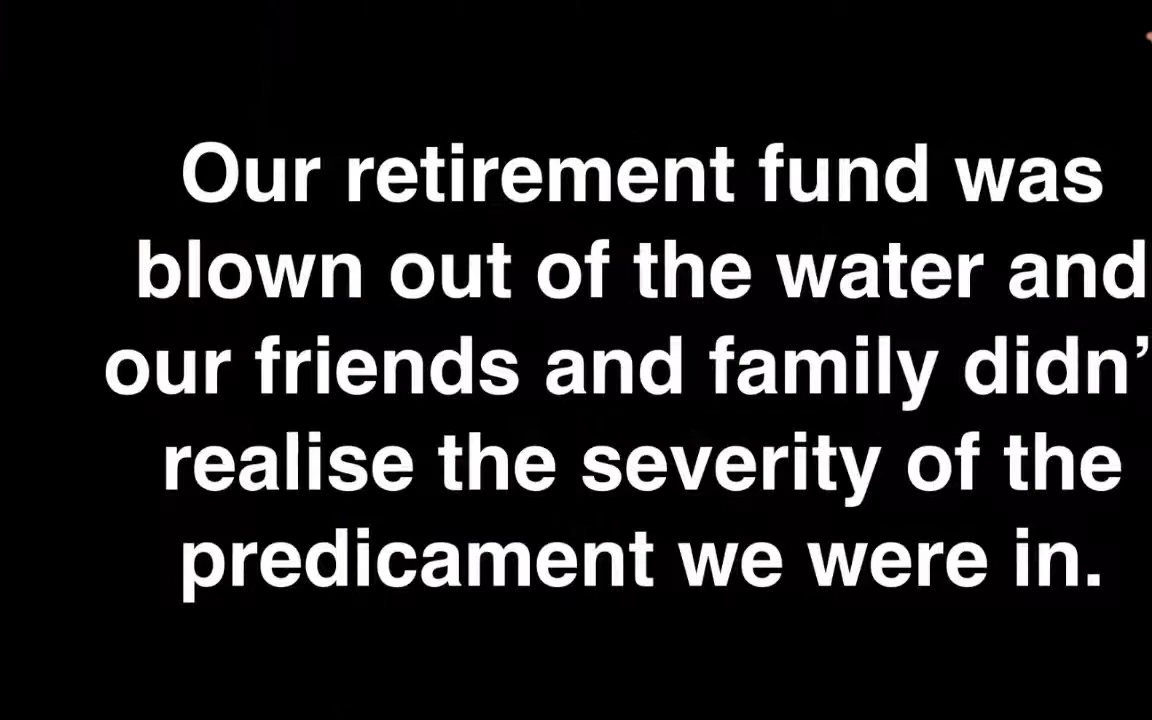 Our retirement fund was
blown out of the water and
our friends and family didn’
realise the severity of the
predicament we were in.